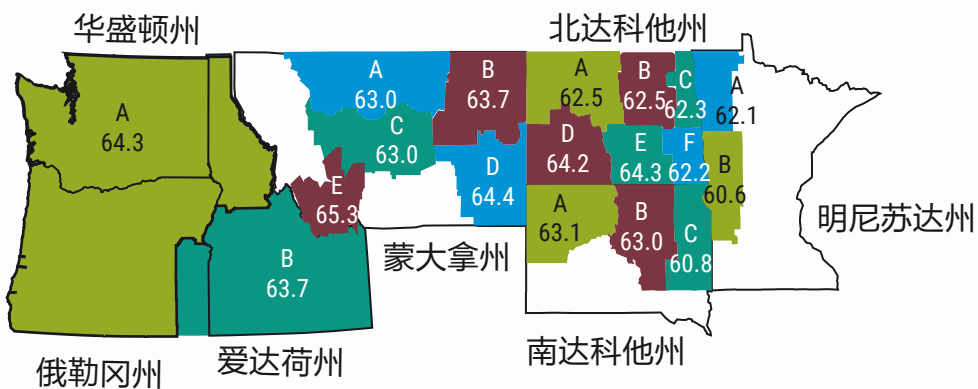 华盛顿州
北达科他州
A
64.3
A
63.0
B
63.7
C
63.0
D
64.4
E
65.3
A
62.5
B
62.5
C
62.3
A
62.1
D
64.2
E
64.3
F
62.2
B
60.6
A
63.1
B
63.0
C
60.8
B
63.7
明尼苏达州
蒙大拿州
俄勒冈州
爱达荷州
南达科他州